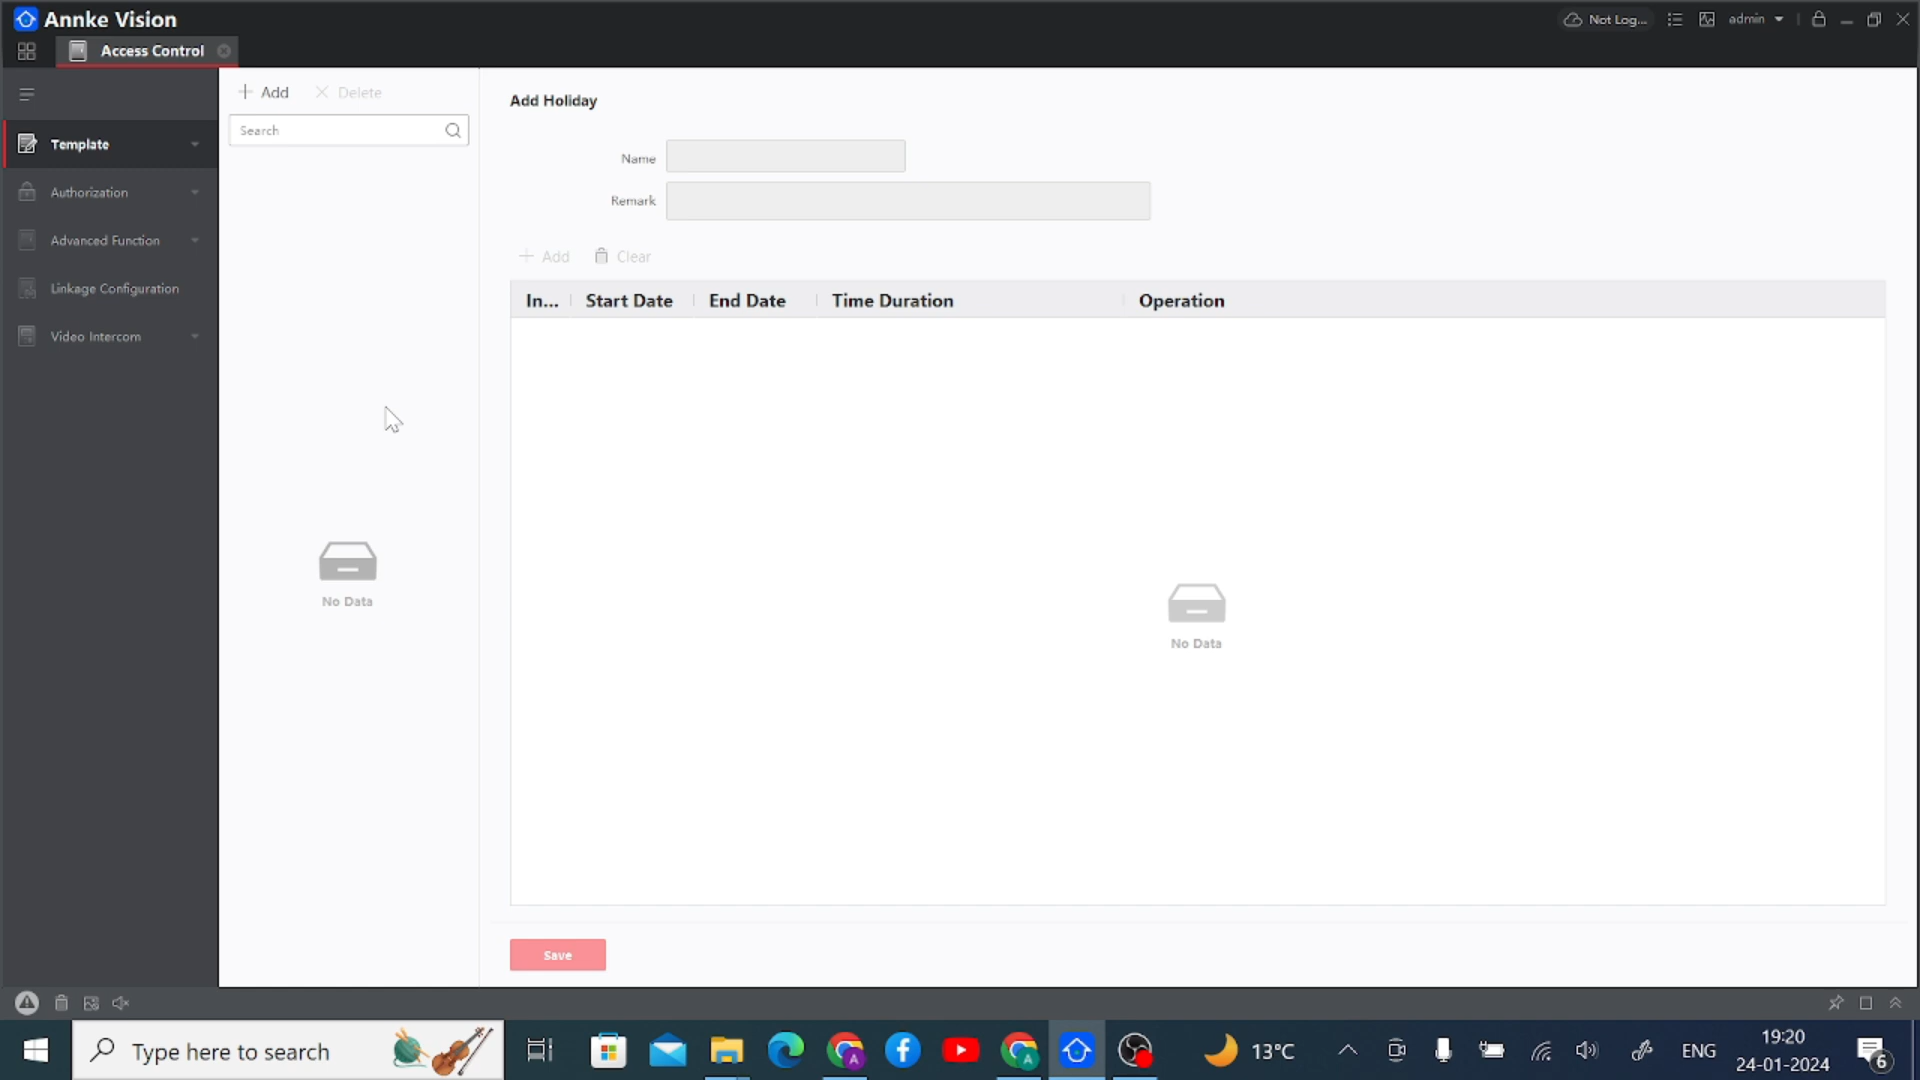 Annke Vision
Not Log...
admin
Access Control
Add
Delete
Search
Template
Authorization
Advanced Function
Linkage Configuration
Video Intercom
No Data
Add Holiday
Name
Remark
Add
Clear
In...
Start Date
End Date
Time Duration
Operation
No Data
Save
Type here to search
A
A
13°C
ENG
19:20
24-01-2024
6